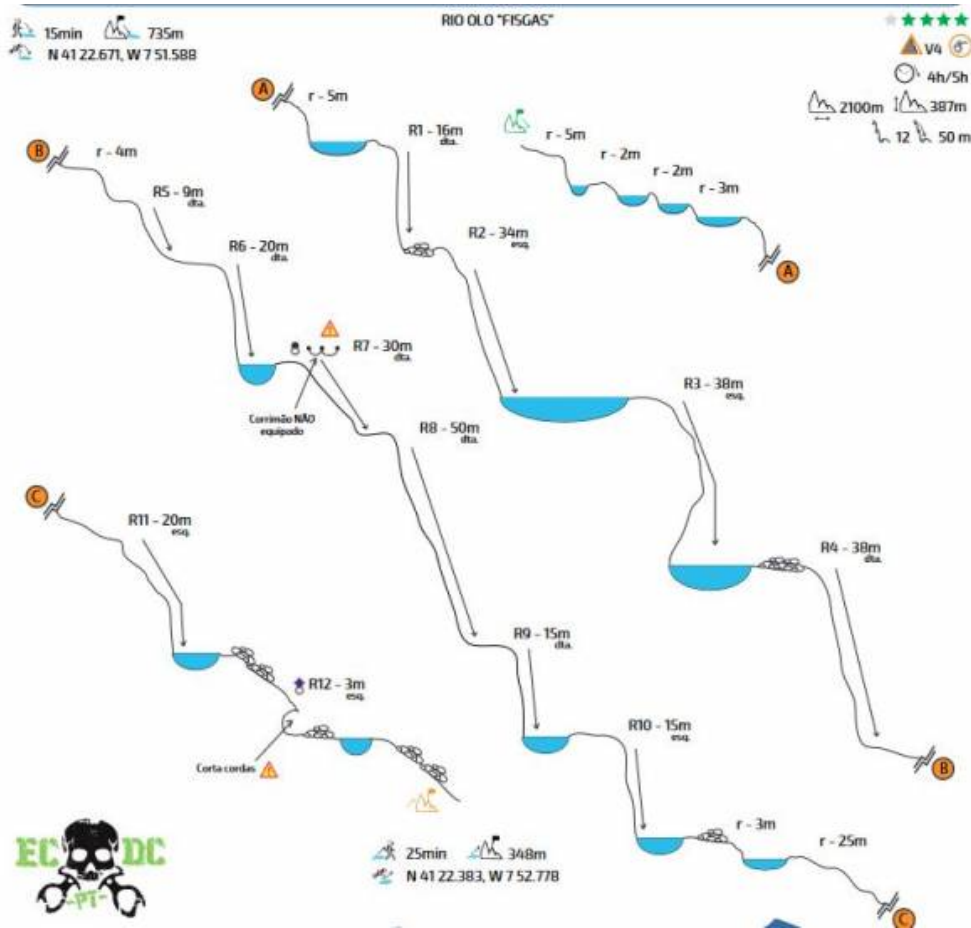 RIO OLO "FISGAS"
15min 735m
N 41 22.671, W 7 51.588
V4
4h/5h
2100m 387m
12 50 m
r - 5m
r - 2m
r - 2m
r - 3m
A
A
r - 5m
R1 - 16m
dta.
R2 - 34m
esq.
R3 - 38m
esq.
R4 - 38m
dta.
B
B
r - 4m
R5 - 9m
dta.
R6 - 20m
dta.
R7 - 30m
dta.
Corrimão NÃO
equipado
R8 - 50m
dta.
R9 - 15m
dta.
R10 - 15m
esq.
r - 3m
r - 25m
C
C
R11 - 20m
esq.
R12 - 3m
esq.
Corta cordas
25min 348m
N 41 22.383, W 7 52.778
EC DC
-PT-